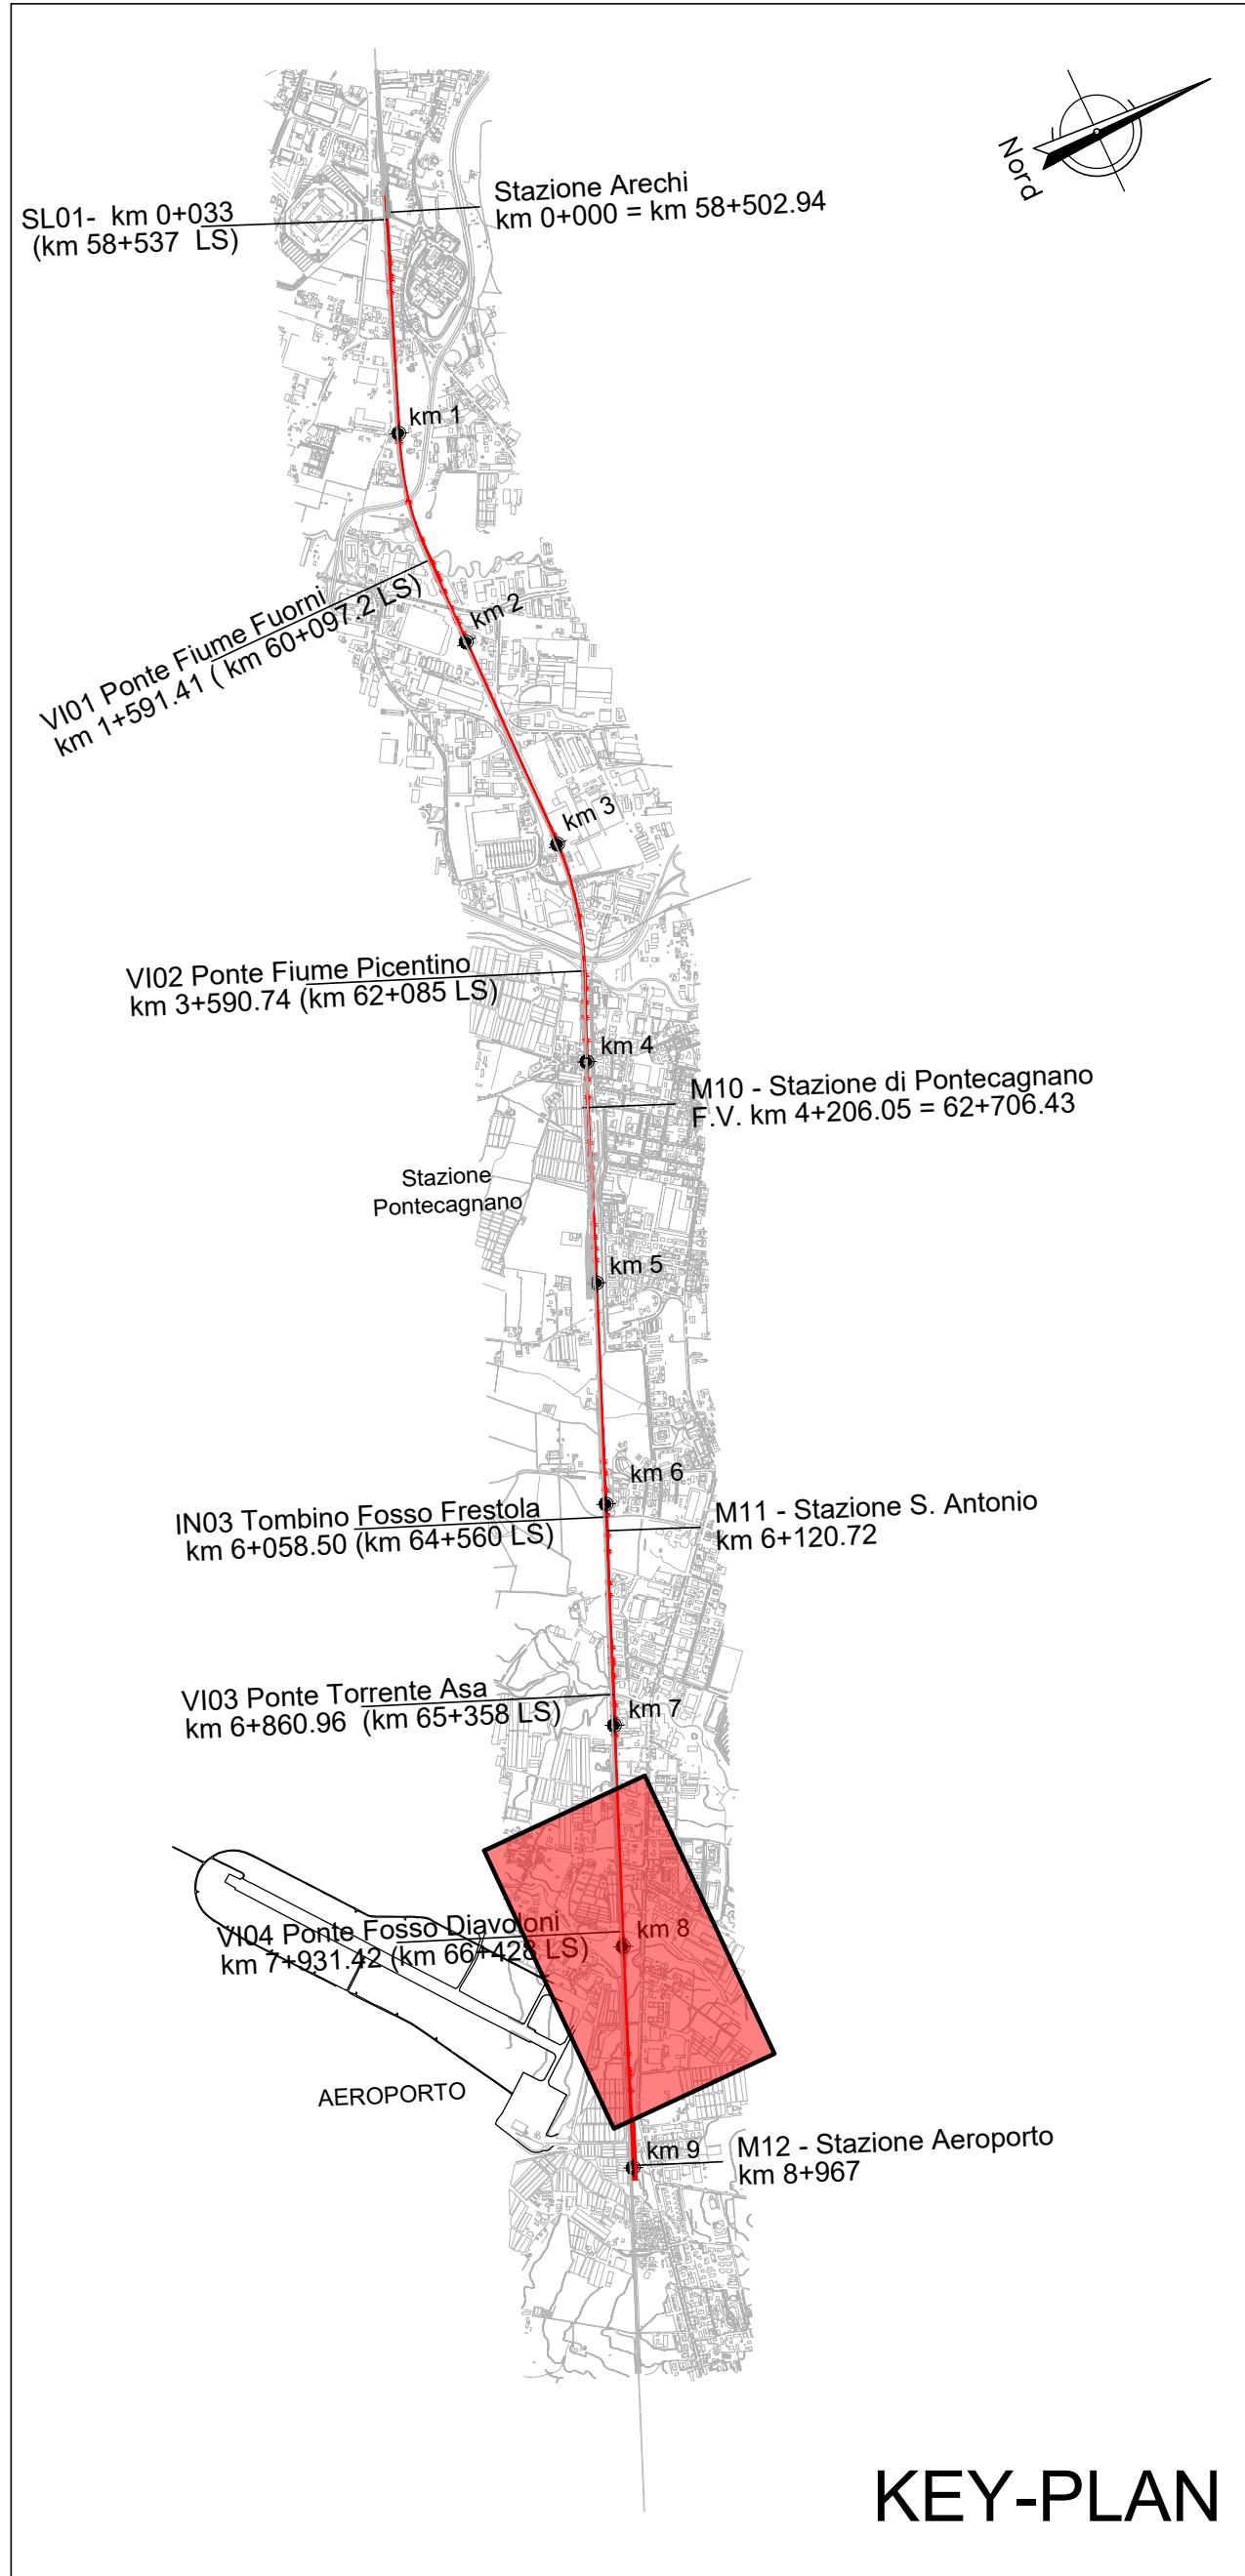 Nord
Stazione Arechi
km 0+000 = km 58+502.94
SL01- km 0+033
(km 58+537 LS)
km 1
VI01 Ponte Fiume Fuorni
km 1+591.41 ( km 60+097.2 LS)
km 2
km 3
VI02 Ponte Fiume Picentino
km 3+590.74 (km 62+085 LS)
km 4
M10 - Stazione di Pontecagnano
F.V. km 4+206.05 = 62+706.43
Stazione
Pontecagnano
km 5
km 6
IN03 Tombino Fosso Frestola
km 6+058.50 (km 64+560 LS)
M11 - Stazione S. Antonio
km 6+120.72
VI03 Ponte Torrente Asa
km 6+860.96 (km 65+358 LS)
km 7
VI04 Ponte Fosso Diavoloni
km 7+931.42 (km 66+428 LS)
km 8
AEROPORTO
km 9
M12 - Stazione Aeroporto
km 8+967
KEY-PLAN